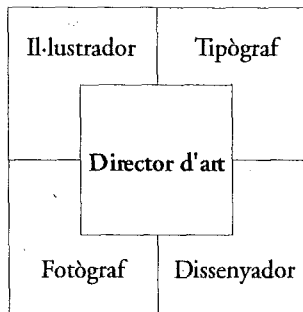 Il·lustrador
Tipògraf
Director d'art
Fotògraf
Dissenyador